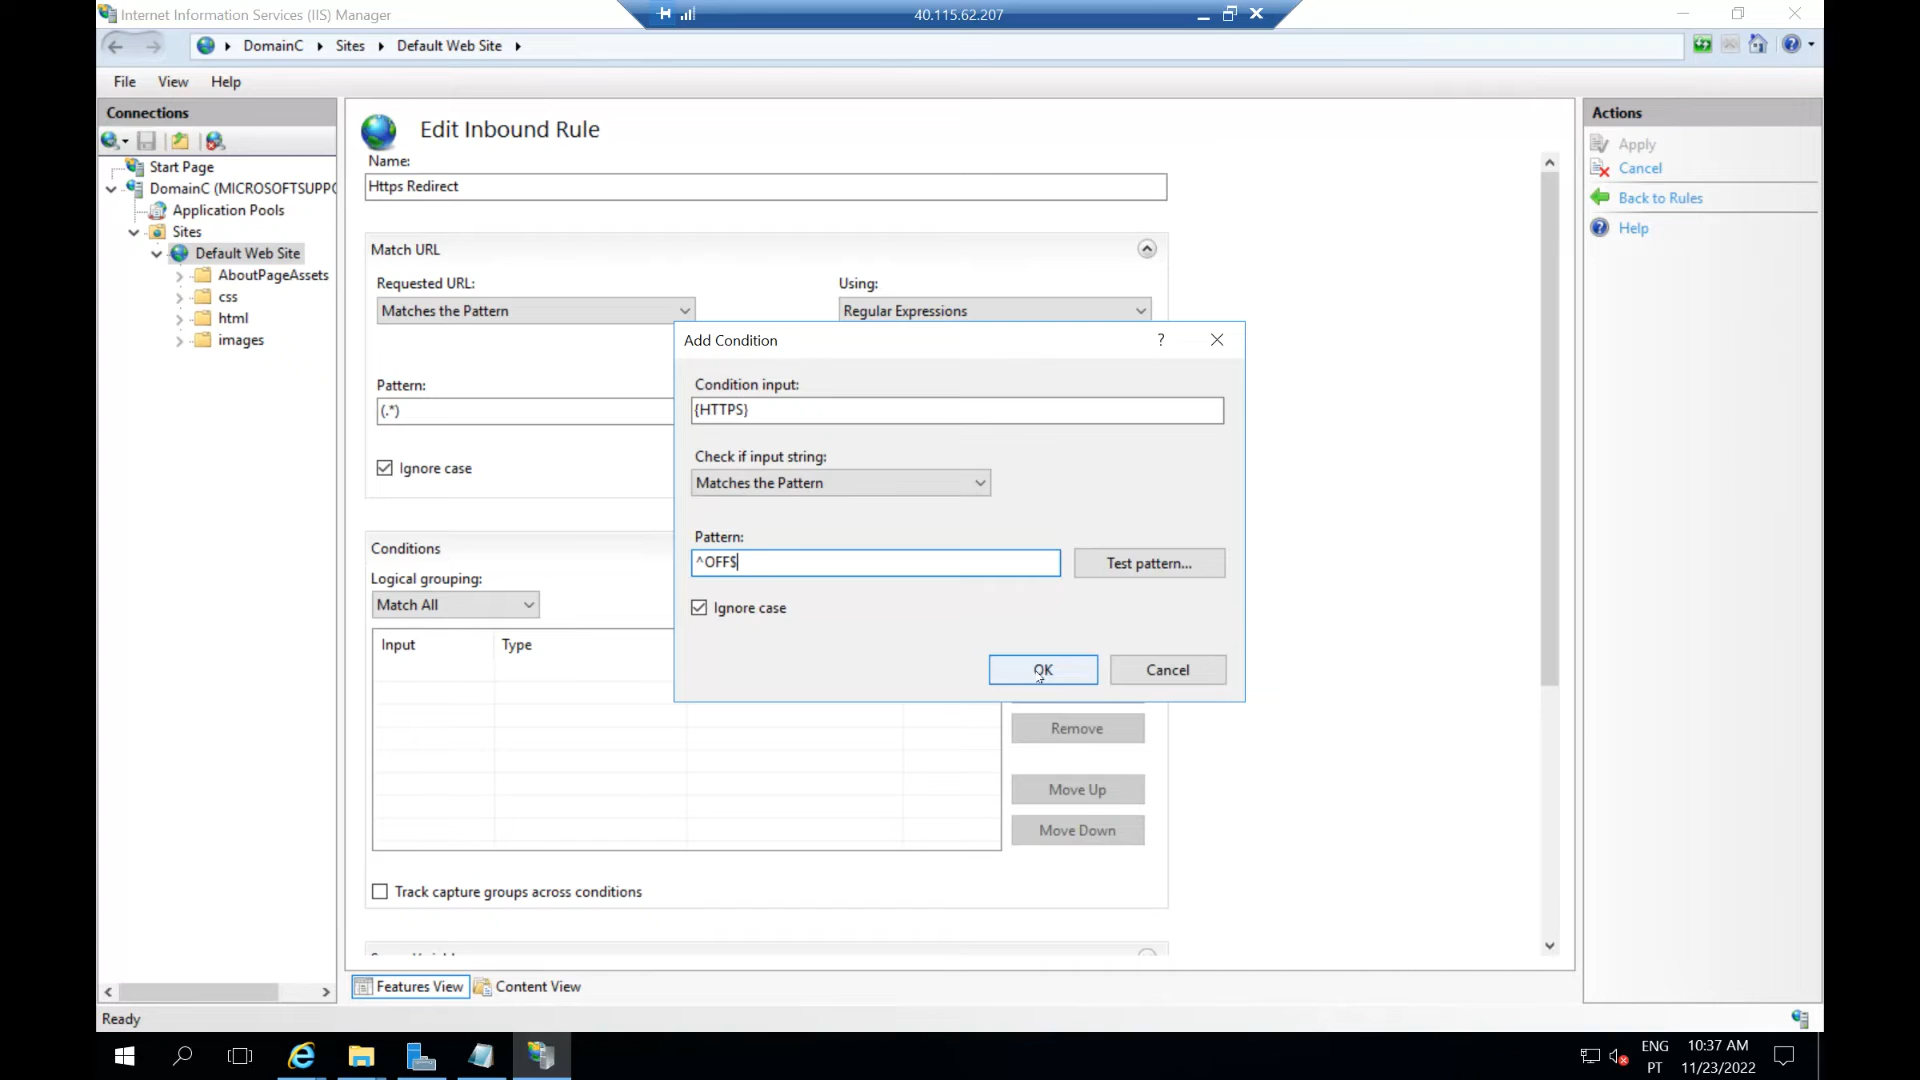 Internet Information Services (IIS) Manager
40.115.62.207
DomainC
Sites
Default Web Site
File
View
Help
Connections
Start Page
DomainC (MICROSOFTSUPPO
Application Pools
Sites
Default Web Site
AboutPageAssets
css
html
images
Edit Inbound Rule
Name:
Https Redirect
Match URL
Requested URL:
Using:
Matches the Pattern
Regular Expressions
Pattern:
(.*)
Ignore case
Conditions
Logical grouping:
Match All
Input
Type
Add Condition
?
Condition input:
{HTTPS}
Check if input string:
Matches the Pattern
Pattern:
^OFF$
Test pattern...
Ignore case
OK
Cancel
Remove
Move Up
Move Down
Track capture groups across conditions
Features View
Content View
Actions
Apply
Cancel
Back to Rules
Help
Ready
ENG
PT
10:37 AM
11/23/2022